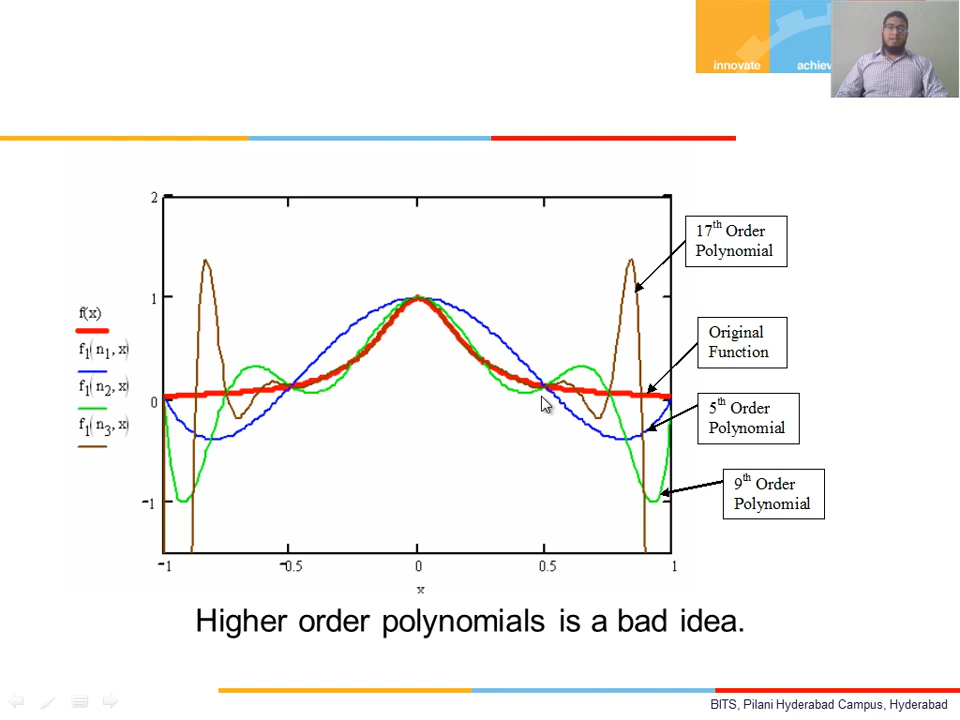 innovate
achiev
2
1
0
-1
-1
-0.5
0
0.5
1
x
f(x)
f1(n1, x)
f1(n2, x)
f1(n3, x)
17th Order
Polynomial
Original
Function
5th Order
Polynomial
9th Order
Polynomial
Higher order polynomials is a bad idea.
BITS, Pilani Hyderabad Campus, Hyderabad